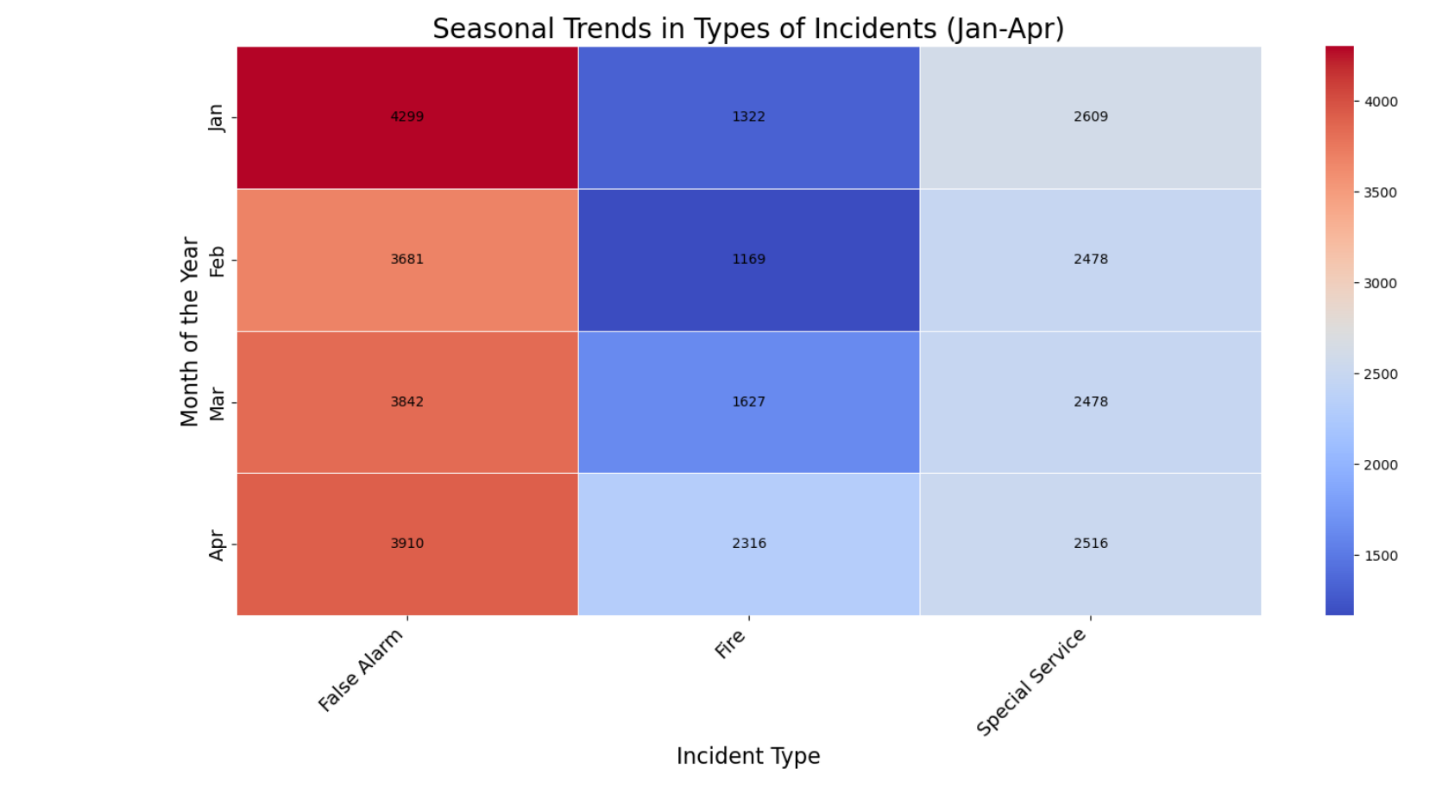 Seasonal Trends in Types of Incidents (Jan-Apr)
Month of the Year
Jan
4299
1322
2609
Feb
3681
1169
2478
Mar
3842
1627
2478
Apr
3910
2316
2516
False Alarm
Fire
Special Service
Incident Type
4000
3500
3000
2500
2000
1500